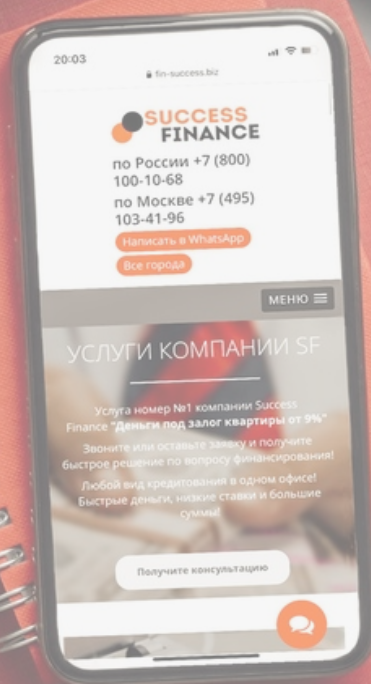 20:03
fin-success.biz
SUCCESS
FINANCE
по России +7 (800)
100-10-68
по Москве +7 (495)
103-41-96
Написать в WhatsApp
Все города
МЕНЮ
УСЛУГИ КОМПАНИИ SF
Услуга номер №1 компании Success
Finance "Деньги под залог квартиры от 9%"
Звоните или оставьте заявку и получите
быстрое решение по вопросу финансирования!
Любой вид кредитования в одном офисе!
Быстрые деньги, низкие ставки и большие
суммы!
Получите консультацию